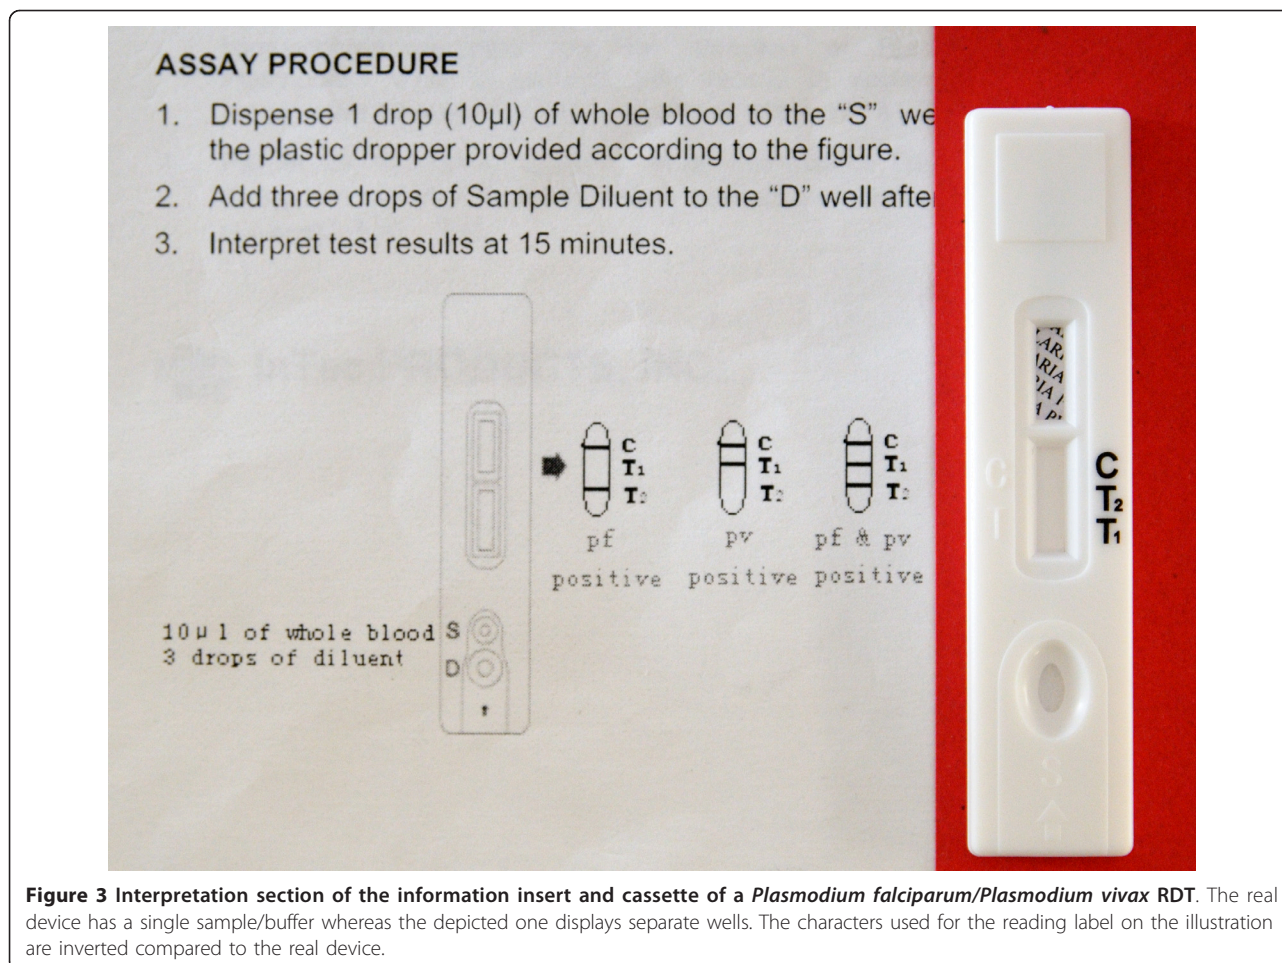 ASSAY PROCEDURE
1. Dispense 1 drop (10µl) of whole blood to the “S” we
the plastic dropper provided according to the figure.
2. Add three drops of Sample Diluent to the “D” well after
3. Interpret test results at 15 minutes.
C
T1
T2
pf
positive
C
T1
T2
pv
positive
C
T1
T2
pf & pv
positive
10µl of whole blood S
3 drops of diluent D
ARIA
RIA
C
T
C
T2
T1
S
Figure 3 Interpretation section of the information insert and cassette of a Plasmodium falciparum/Plasmodium vivax RDT. The real
device has a single sample/buffer whereas the depicted one displays separate wells. The characters used for the reading label on the illustration
are inverted compared to the real device.